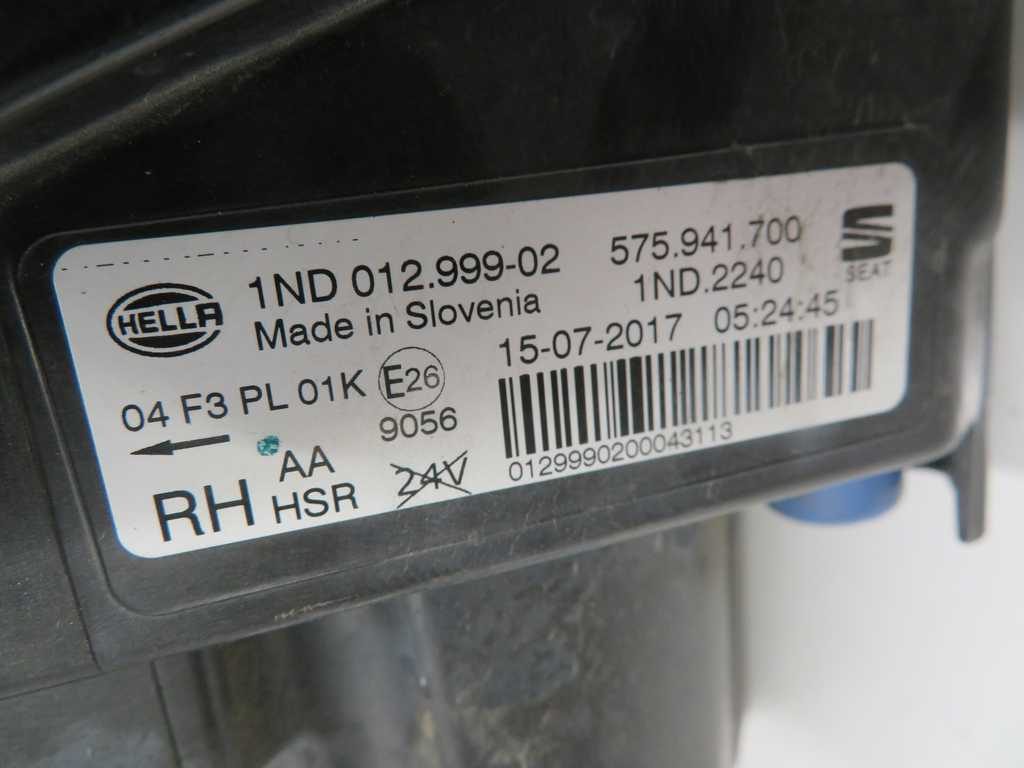 HELLA
1ND 012.999-02
Made in Slovenia
575.941.700
1ND.2240
SEAT
15-07-2017 05:24:45
04 F3 PL 01K E26
9056
AA
RH HSR 24V
0129990200043113